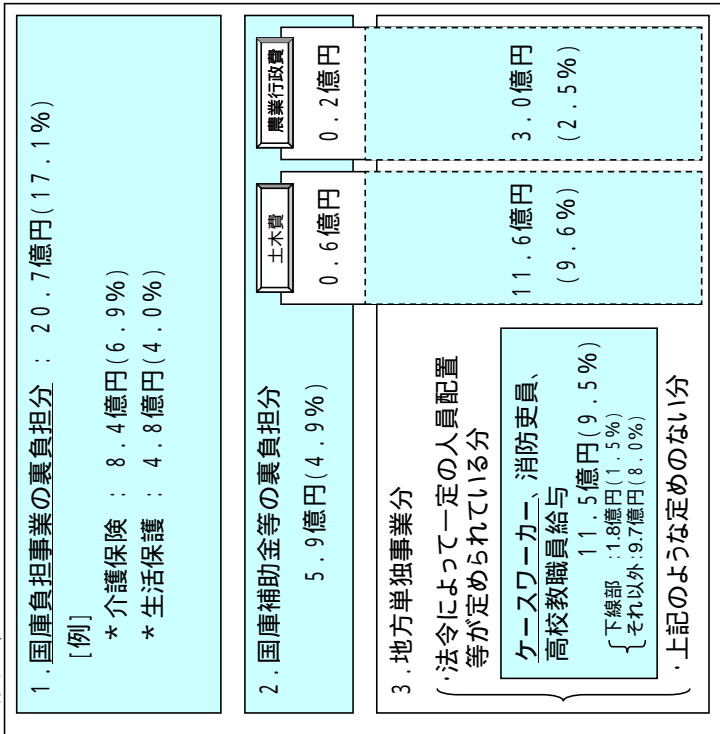 1.国庫負担事業の裏負担分 : 20.7億円(17.1%)
[例]
*介護保険 : 8.4億円(6.9%)
*生活保護 : 4.8億円(4.0%)
2.国庫補助金等の裏負担分
5.9億円(4.9%)
土木費
0.6億円
農業行政費
0.2億円
3.地方単独事業分
・法令によって一定の人員配置
等が定められている分
ケースワーカー、消防吏員、
高校教職員給与
11.5億円(9.5%)
下線部 :1.8億円(1.5%)
それ以外:9.7億円(8.0%)
・上記のような定めのない分
11.6億円
(9.6%)
3.0億円
(2.5%)